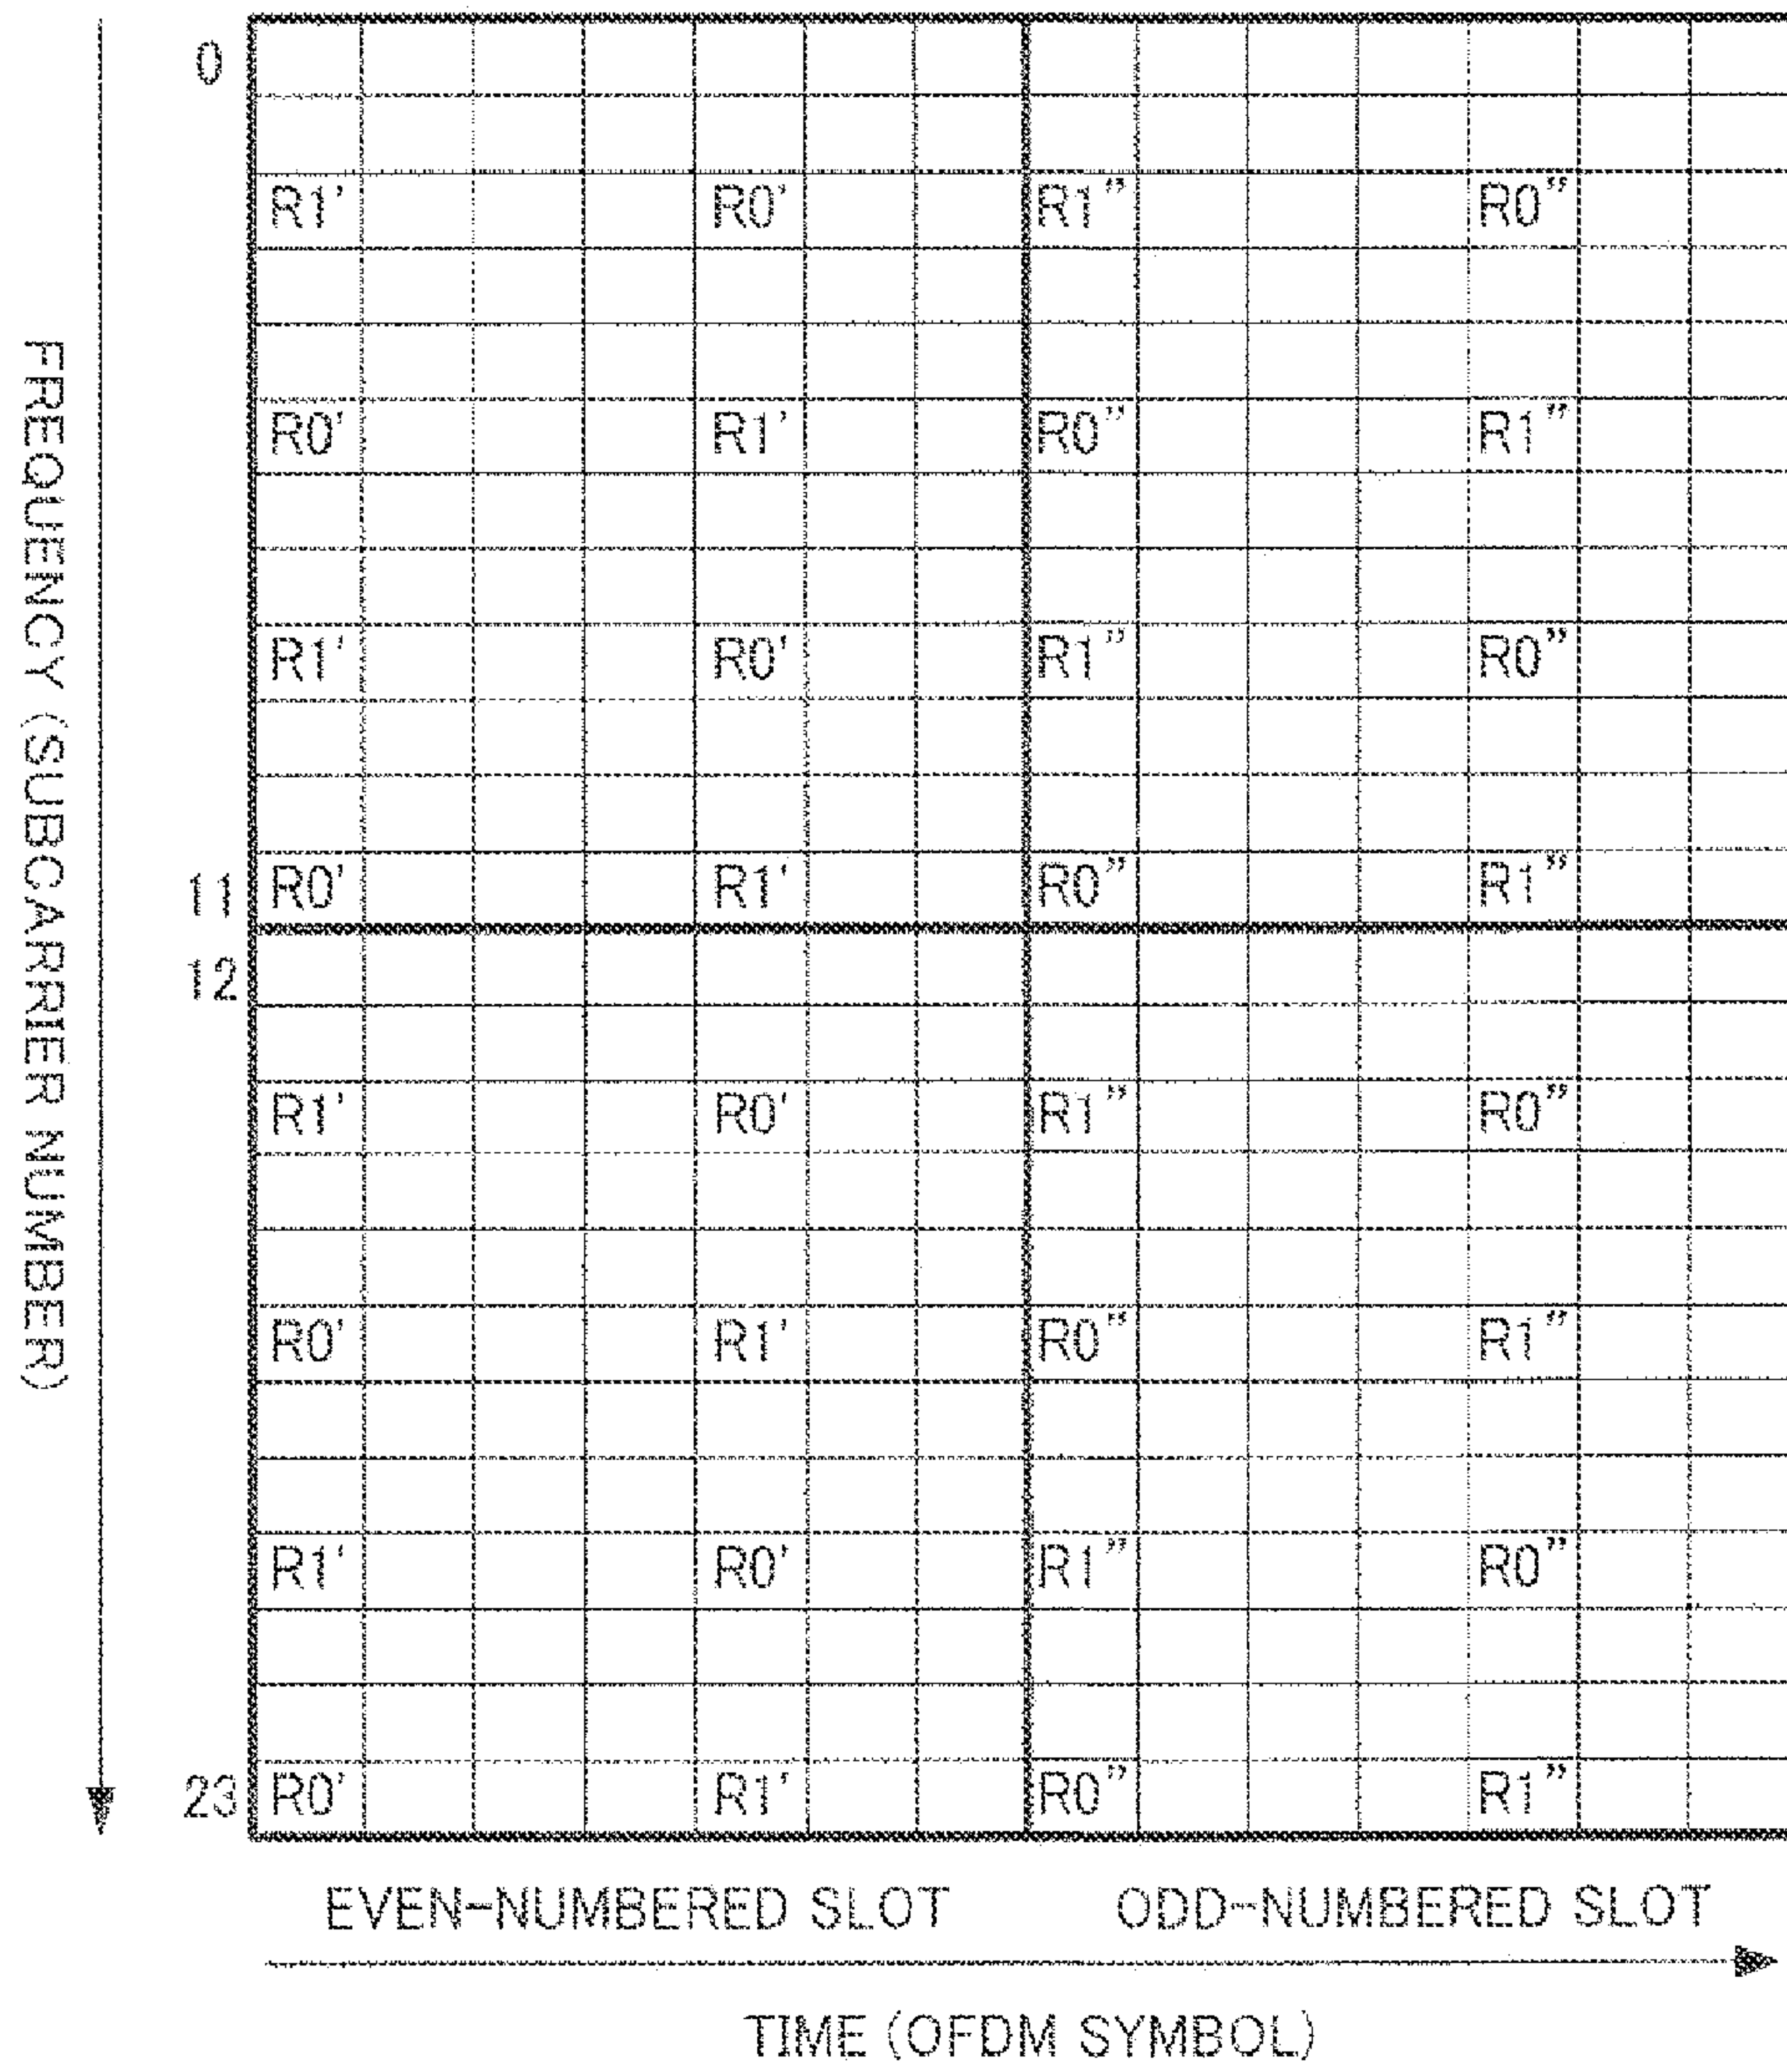 0
R1' R0' R1" R0"
R0' R1' R0" R1"
R1' R0' R1" R0"
11 R0' R1' R0" R1"
12
R1' R0' R1" R0"
R0' R1' R0" R1"
R1' R0' R1" R0"
23 R0' R1' R0" R1"
FREQUENCY (SUBCARRIER NUMBER)
EVEN-NUMBERED SLOT ODD-NUMBERED SLOT
TIME (OFDM SYMBOL)